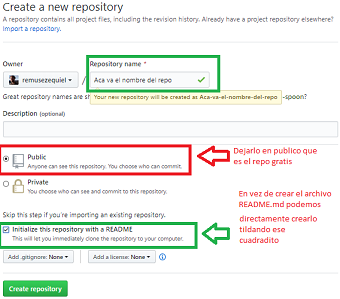 Create a new repository
A repository contains all project files, including the revision history. Already have a project repository elsewhere?
Import a repository.
Owner
Repository name *
remusezequiel
/
Aca va el nombre del repo
Great repository names are sh
Your new repository will be created as Aca-va-el-nombre-del-repo
-spoon?
Description (optional)
Public
Anyone can see this repository. You choose who can commit.
Dejarlo en publico que
es el repo gratis
Private
You choose who can see and commit to this repository.
En vez de crear el archivo
README.md podemos
directamente crearlo
tildando ese
cuadradito
Skip this step if you're importing an existing repository.
Initialize this repository with a README
This will let you immediately clone the repository to your computer.
Add .gitignore: None
Add a license: None
Create repository